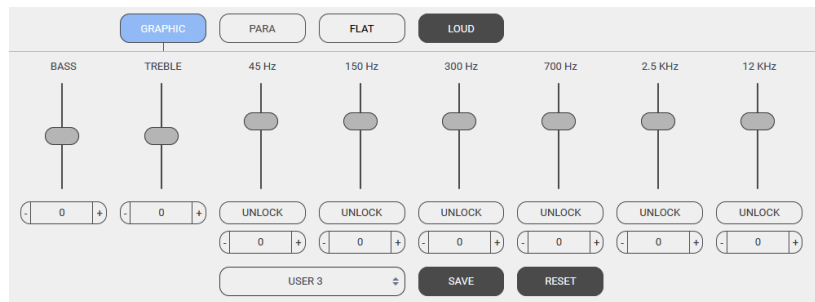 GRAPHIC PARA FLAT LOUD
BASS TREBLE 45 Hz 150 Hz 300 Hz 700 Hz 2.5 KHz 12 KHz
- 0 + - 0 + UNLOCK UNLOCK UNLOCK UNLOCK UNLOCK UNLOCK
- 0 + - 0 + - 0 + - 0 + - 0 + - 0 +
USER 3 SAVE RESET